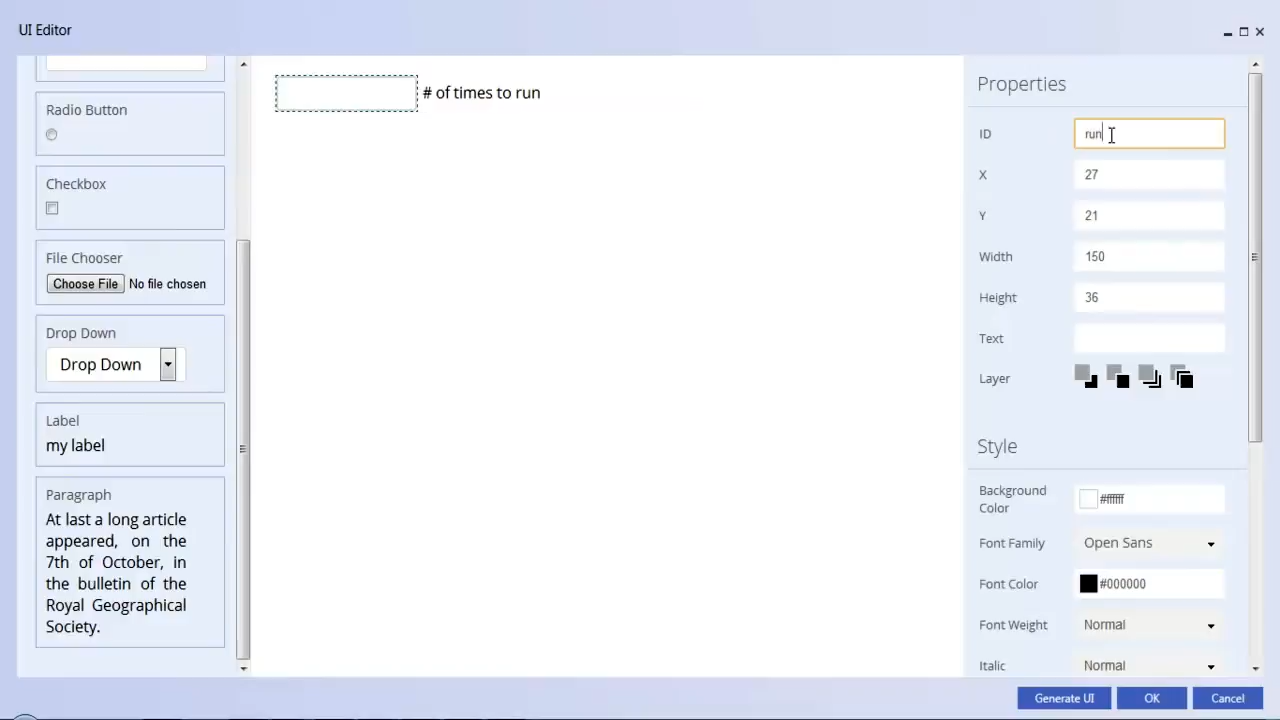 UI Editor
Radio Button
Checkbox
File Chooser
Choose File No file chosen
Drop Down
Drop Down
Label
my label
Paragraph
At last a long article
appeared, on the
7th of October, in
the bulletin of the
Royal Geographical
Society.
# of times to run
Properties
ID run
X 27
Y 21
Width 150
Height 36
Text
Layer
Style
Background
Color #ffffff
Font Family Open Sans
Font Color #000000
Font Weight Normal
Italic Normal
Generate UI OK Cancel